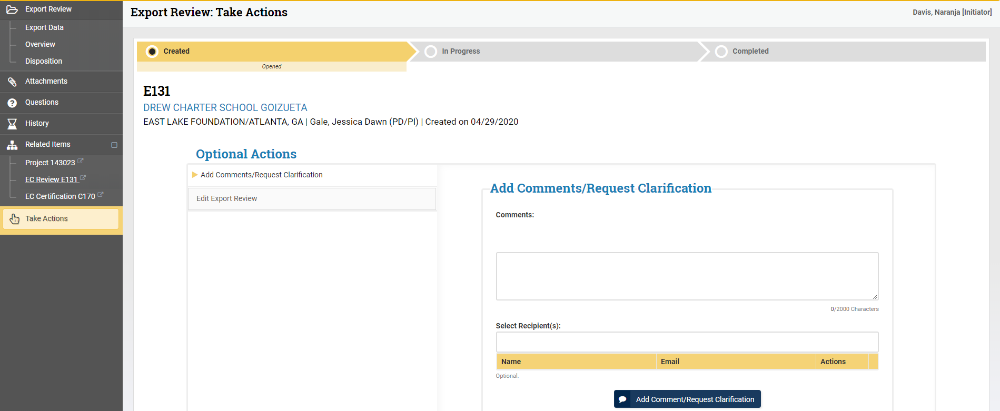 Export Review
Export Data
Overview
Disposition
Attachments
Questions
History
Related Items
Project 143023
EC Review E131
EC Certification C170
Take Actions
Export Review: Take Actions
Davis, Naranja [Initiator]
Created
In Progress
Completed
Opened
E131
DREW CHARTER SCHOOL GOIZUETA
EAST LAKE FOUNDATION/ATLANTA, GA | Gale, Jessica Dawn (PD/PI) | Created on 04/29/2020
Optional Actions
Add Comments/Request Clarification
Edit Export Review
Add Comments/Request Clarification
Comments:
0/2000 Characters
Select Recipient(s):
Name Email Actions
Optional.
Add Comment/Request Clarification